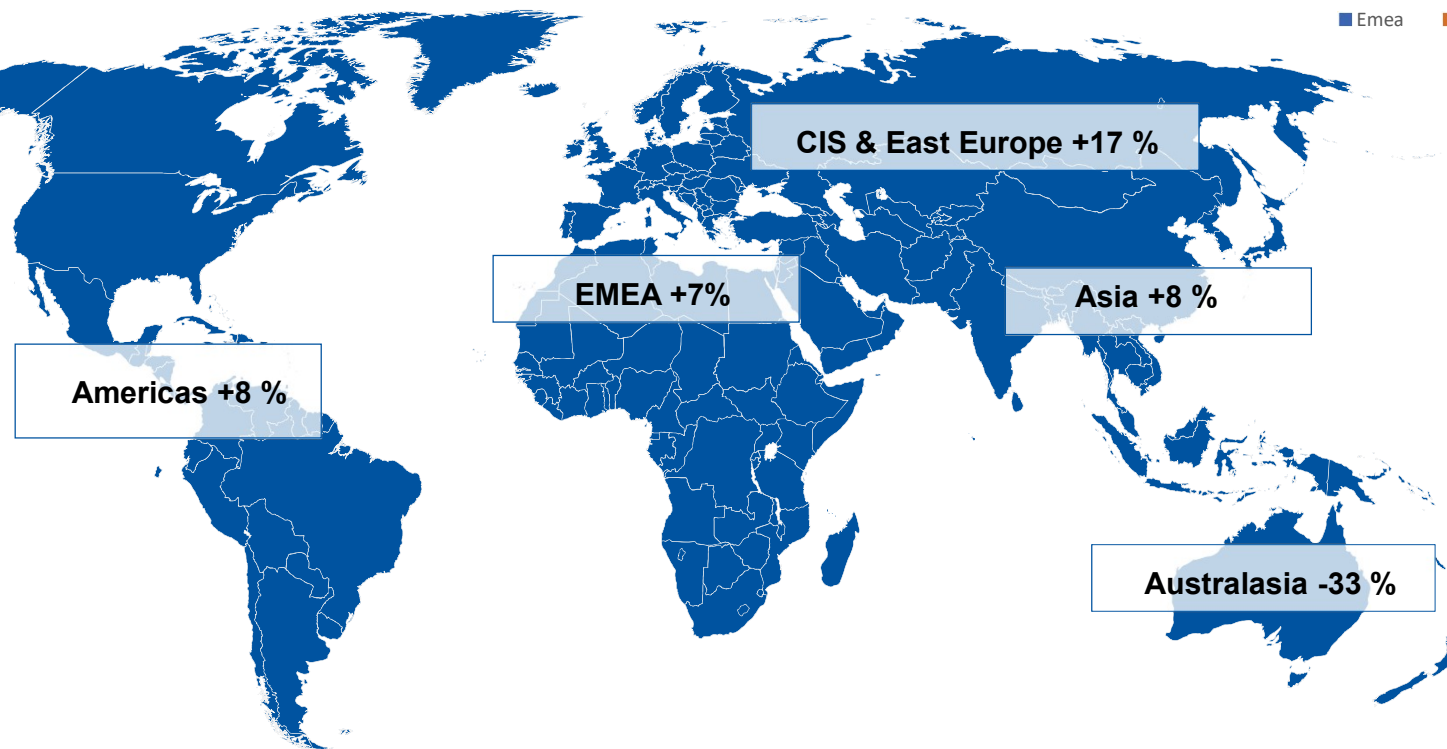 Emea
CIS & East Europe +17 %
EMEA +7%
Asia +8 %
Americas +8 %
Australasia -33 %